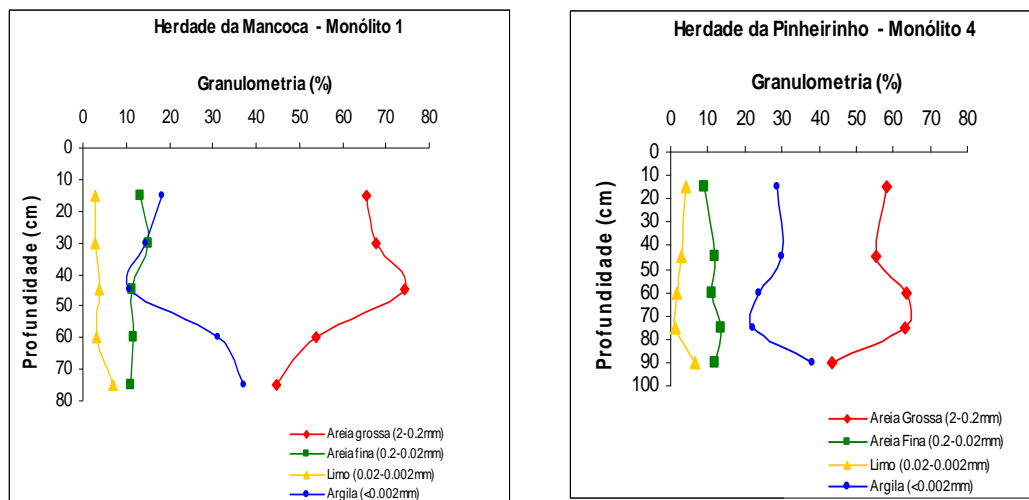 Herdade da Mancoca - Monólito 1
Granulometria (%)
0 10 20 30 40 50 60 70 80
0
10
20
30
40
50
60
70
80
Profundidade (cm)
Areia grossa (2-0.2mm)
Areia fina (0.2-0.02mm)
Limo (0.02-0.002mm)
Argila (<0.002mm)
Herdade da Pinheirinho - Monólito 4
Granulometria (%)
0 10 20 30 40 50 60 70 80
0
10
20
30
40
50
60
70
80
90
100
Profundidade (cm)
Areia Grossa (2-0.2mm)
Areia Fina (0.2-0.02mm)
Limo (0.02-0.002mm)
Argila (<0.002mm)